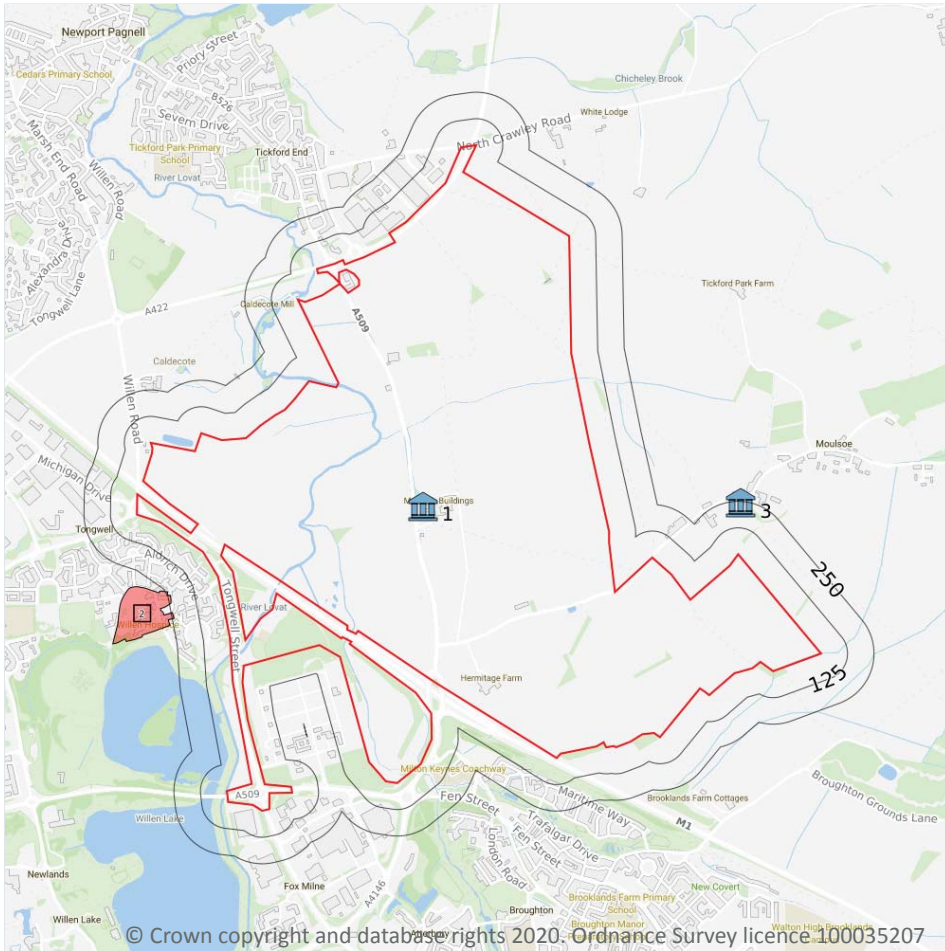 Newport Pagnell
Priory Street
Cedars Primary School
B526
Chicheley Brook
White Lodge
North Crawley Road
Severn Drive
Marsh End Road
Tickford Park Primary
School
Tickford End
River Lovat
Willen Road
Alexandra Drive
Tongwell Lane
Tickford Park Farm
Caldecote Mill
A422
A509
Caldecote
Willen Road
Moulsoe
Michigan Drive
Buildings
1
3
Tongwell
Aldrich Drive
250
2
River Lovat
Willen Hospice
Tongwell Street
Hermitage Farm
125
Milton Keynes Coachway
A509
Fen Street
Maritime Way
Brooklands Farm Cottages
Broughton Grounds Lane
Willen Lake
M1
Trafalgar Drive
Fen Street
London Road
Newlands
Fox Milne
A4146
New Covert
Brooklands Farm Primary
School
Willen Lake
Broughton
Broughton Manor
Walton High Brooklands
© Crown copyright and database rights 2020. Ordnance Survey licence 100035207